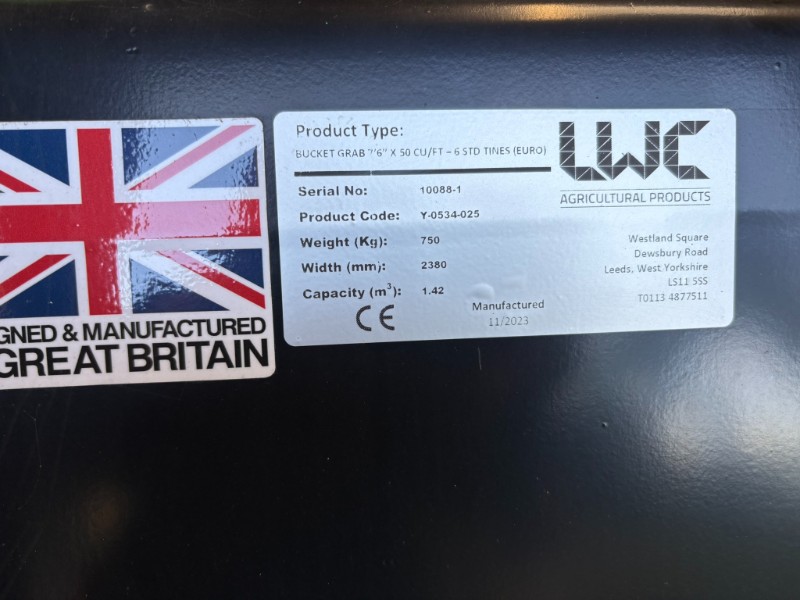 GNED & MANUFACTURED
GREAT BRITAIN
Product Type:
BUCKET GRAB 7'6" X 50 CU/FT – 6 STD TINES (EURO)
Serial No: 10088-1
Product Code: Y-0534-025
Weight (Kg): 750
Width (mm): 2380
Capacity (m³): 1.42
CE
Manufactured
11/2023
LWC
AGRICULTURAL PRODUCTS
Westland Square
Dewsbury Road
Leeds, West Yorkshire
LS11 5SS
T0113 4877511